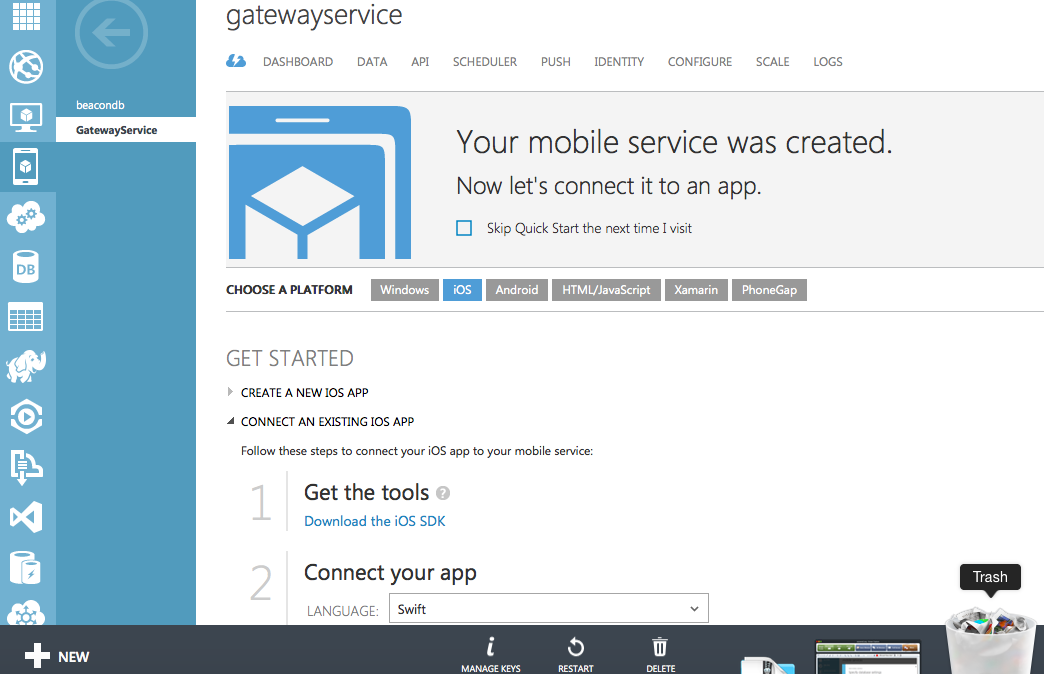 gatewayservice
DASHBOARD DATA API SCHEDULER PUSH IDENTITY CONFIGURE SCALE LOGS
beacondb
GatewayService
Your mobile service was created.
Now let's connect it to an app.
Skip Quick Start the next time I visit
CHOOSE A PLATFORM Windows iOS Android HTML/JavaScript Xamarin PhoneGap
GET STARTED
CREATE A NEW IOS APP
CONNECT AN EXISTING IOS APP
Follow these steps to connect your iOS app to your mobile service:
1 Get the tools ?
Download the iOS SDK
2 Connect your app
LANGUAGE: Swift
DB
Trash
NEW
MANAGE KEYS RESTART DELETE